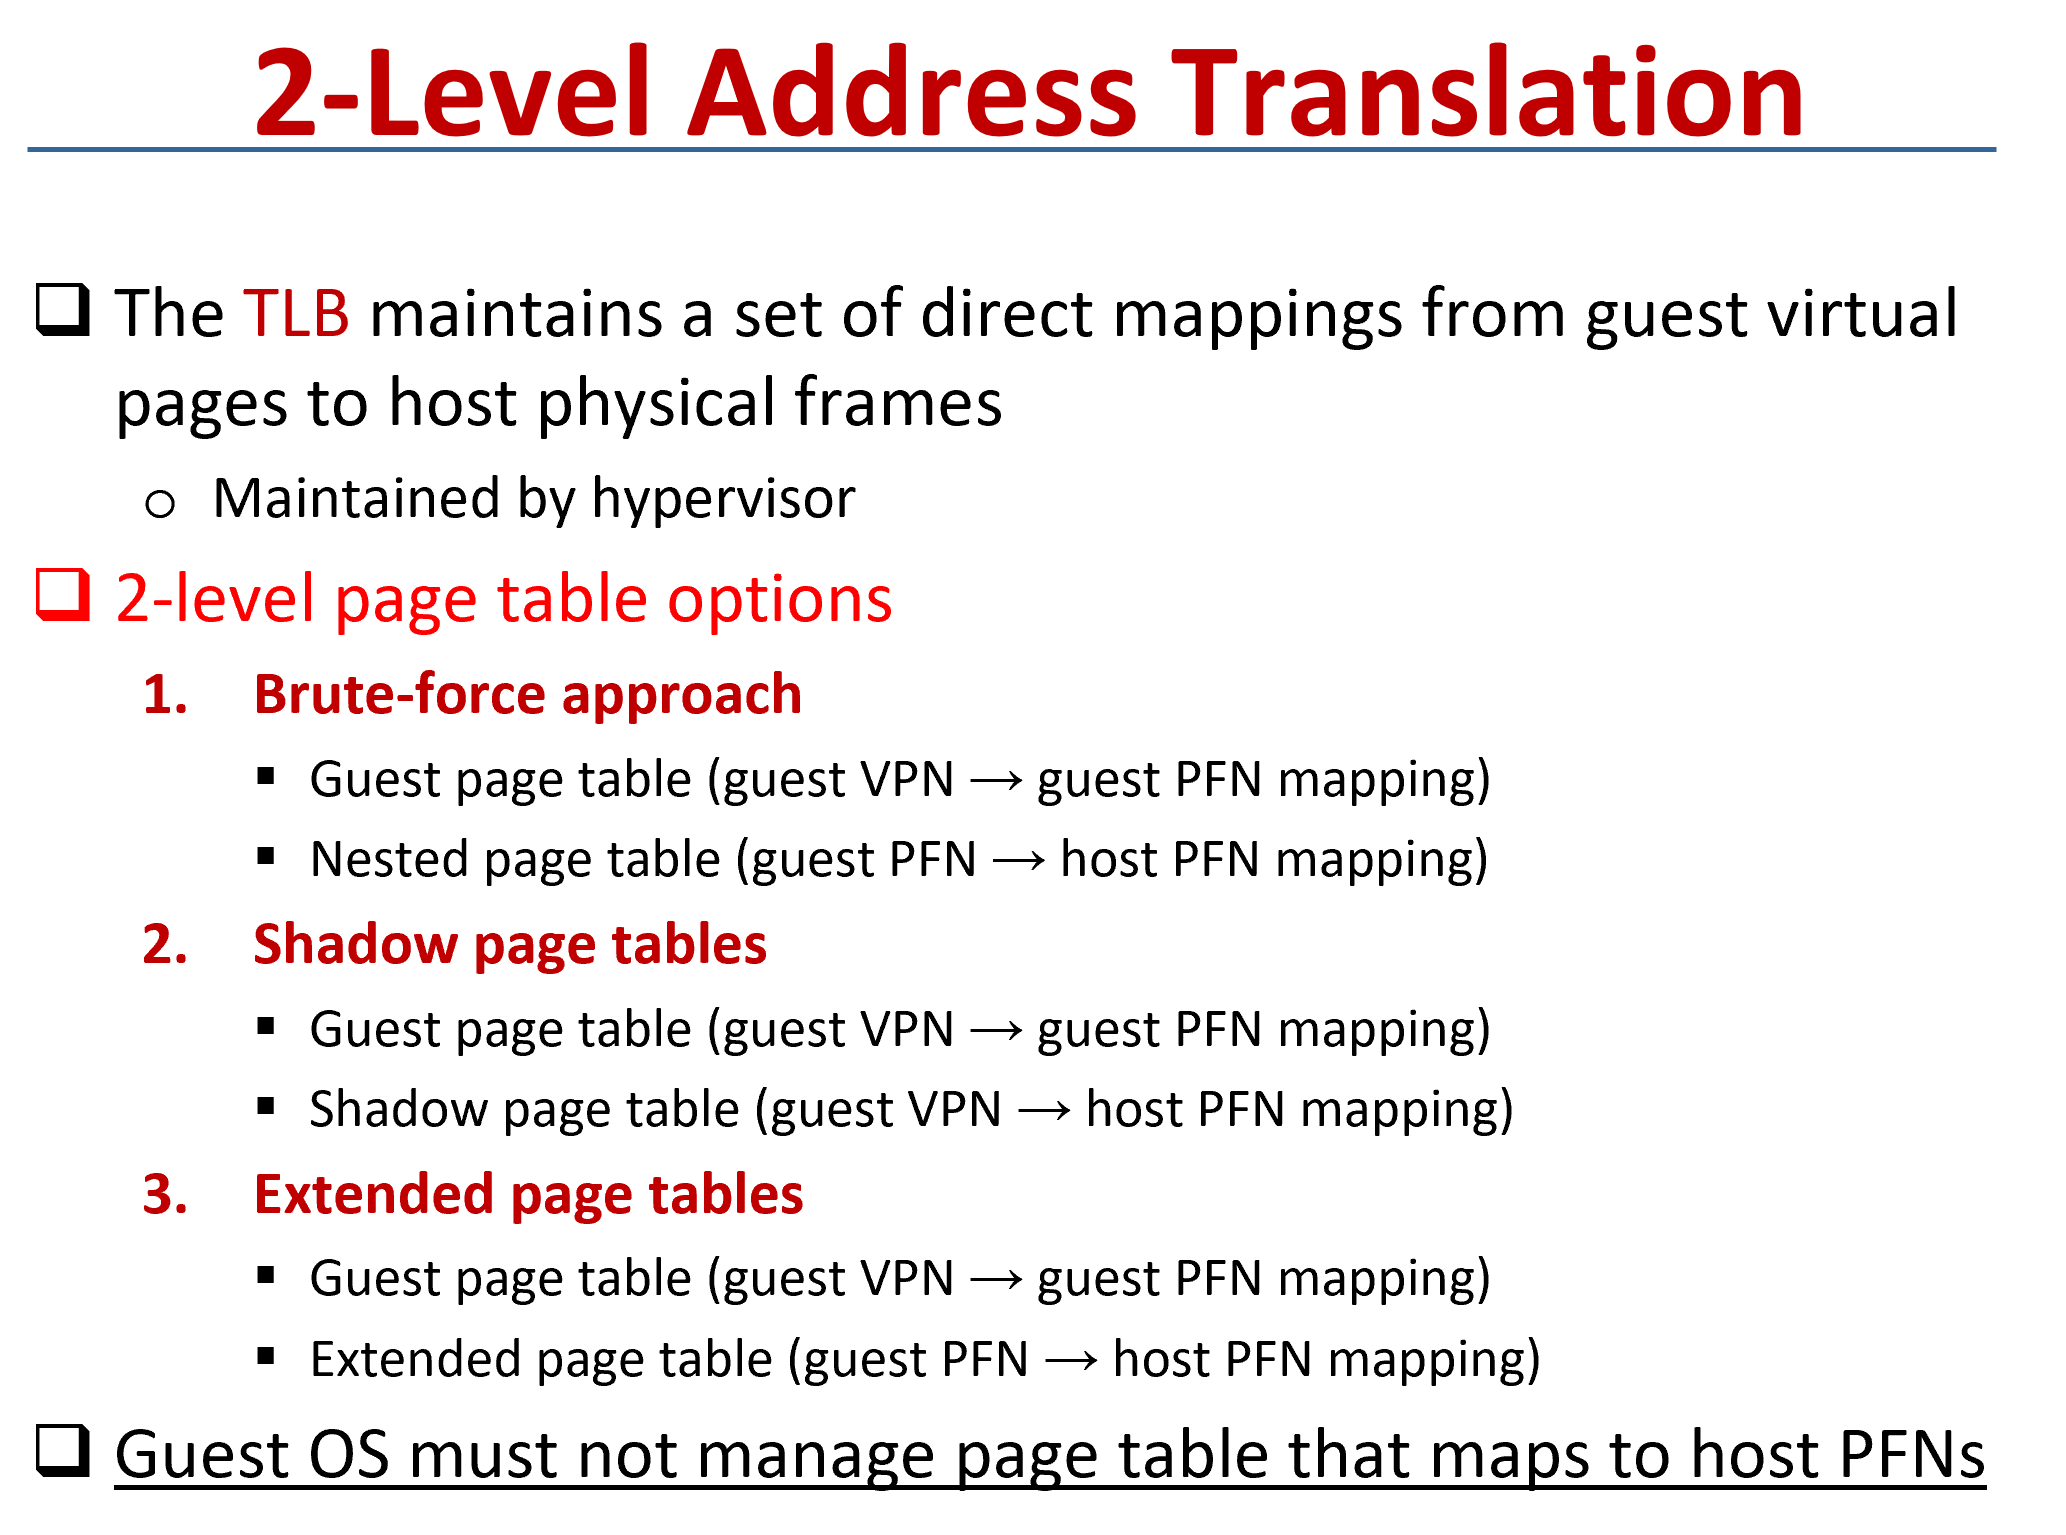 2-Level Address Translation
❑ The TLB maintains a set of direct mappings from guest virtual
pages to host physical frames
o Maintained by hypervisor
❑ 2-level page table options
1. Brute-force approach
▪ Guest page table (guest VPN → guest PFN mapping)
▪ Nested page table (guest PFN → host PFN mapping)
2. Shadow page tables
▪ Guest page table (guest VPN → guest PFN mapping)
▪ Shadow page table (guest VPN → host PFN mapping)
3. Extended page tables
▪ Guest page table (guest VPN → guest PFN mapping)
▪ Extended page table (guest PFN → host PFN mapping)
❑ Guest OS must not manage page table that maps to host PFNs